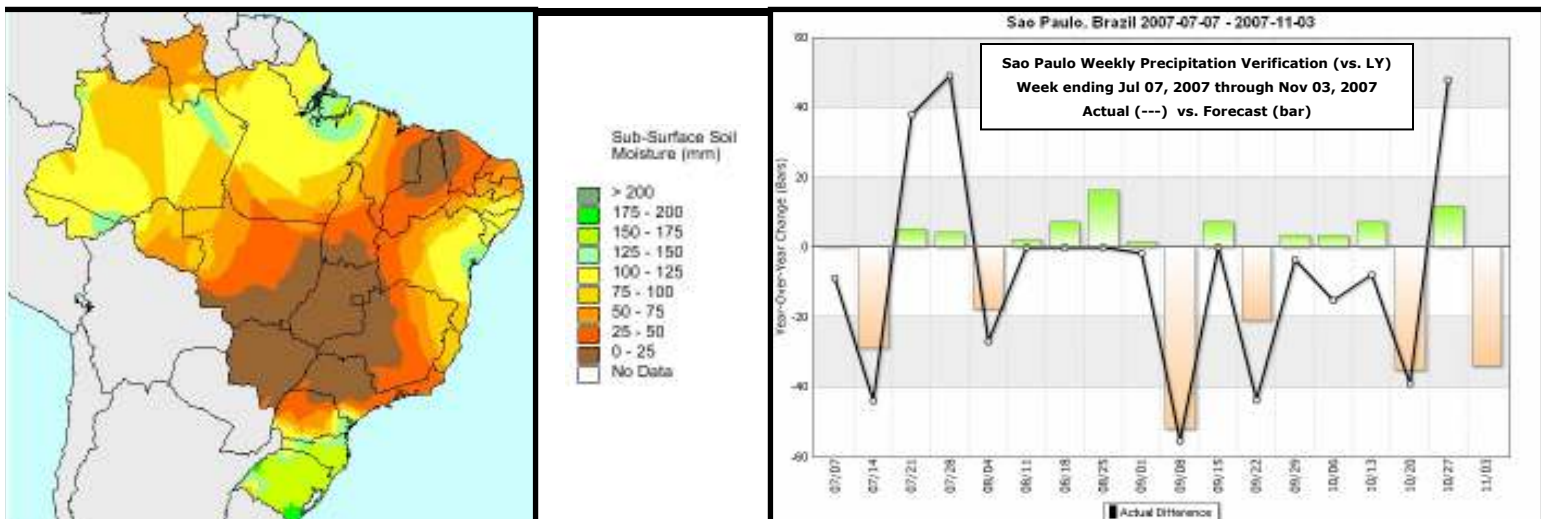 Sub-Surface Soil
Moisture (mm)
> 200
175 - 200
150 - 175
125 - 150
100 - 125
75 - 100
50 - 75
25 - 50
0 - 25
No Data
Sao Paulo, Brazil 2007-07-07 - 2007-11-03
Sao Paulo Weekly Precipitation Verification (vs. LY)
Week ending Jul 07, 2007 through Nov 03, 2007
Actual (---) vs. Forecast (bar)
Year-Over-Year Change (Bars)
60
40
20
0
-20
-40
-60
07/07
07/14
07/21
07/28
08/04
08/11
08/18
08/25
09/01
09/08
09/15
09/22
09/29
10/06
10/13
10/20
10/27
11/03
Actual Difference